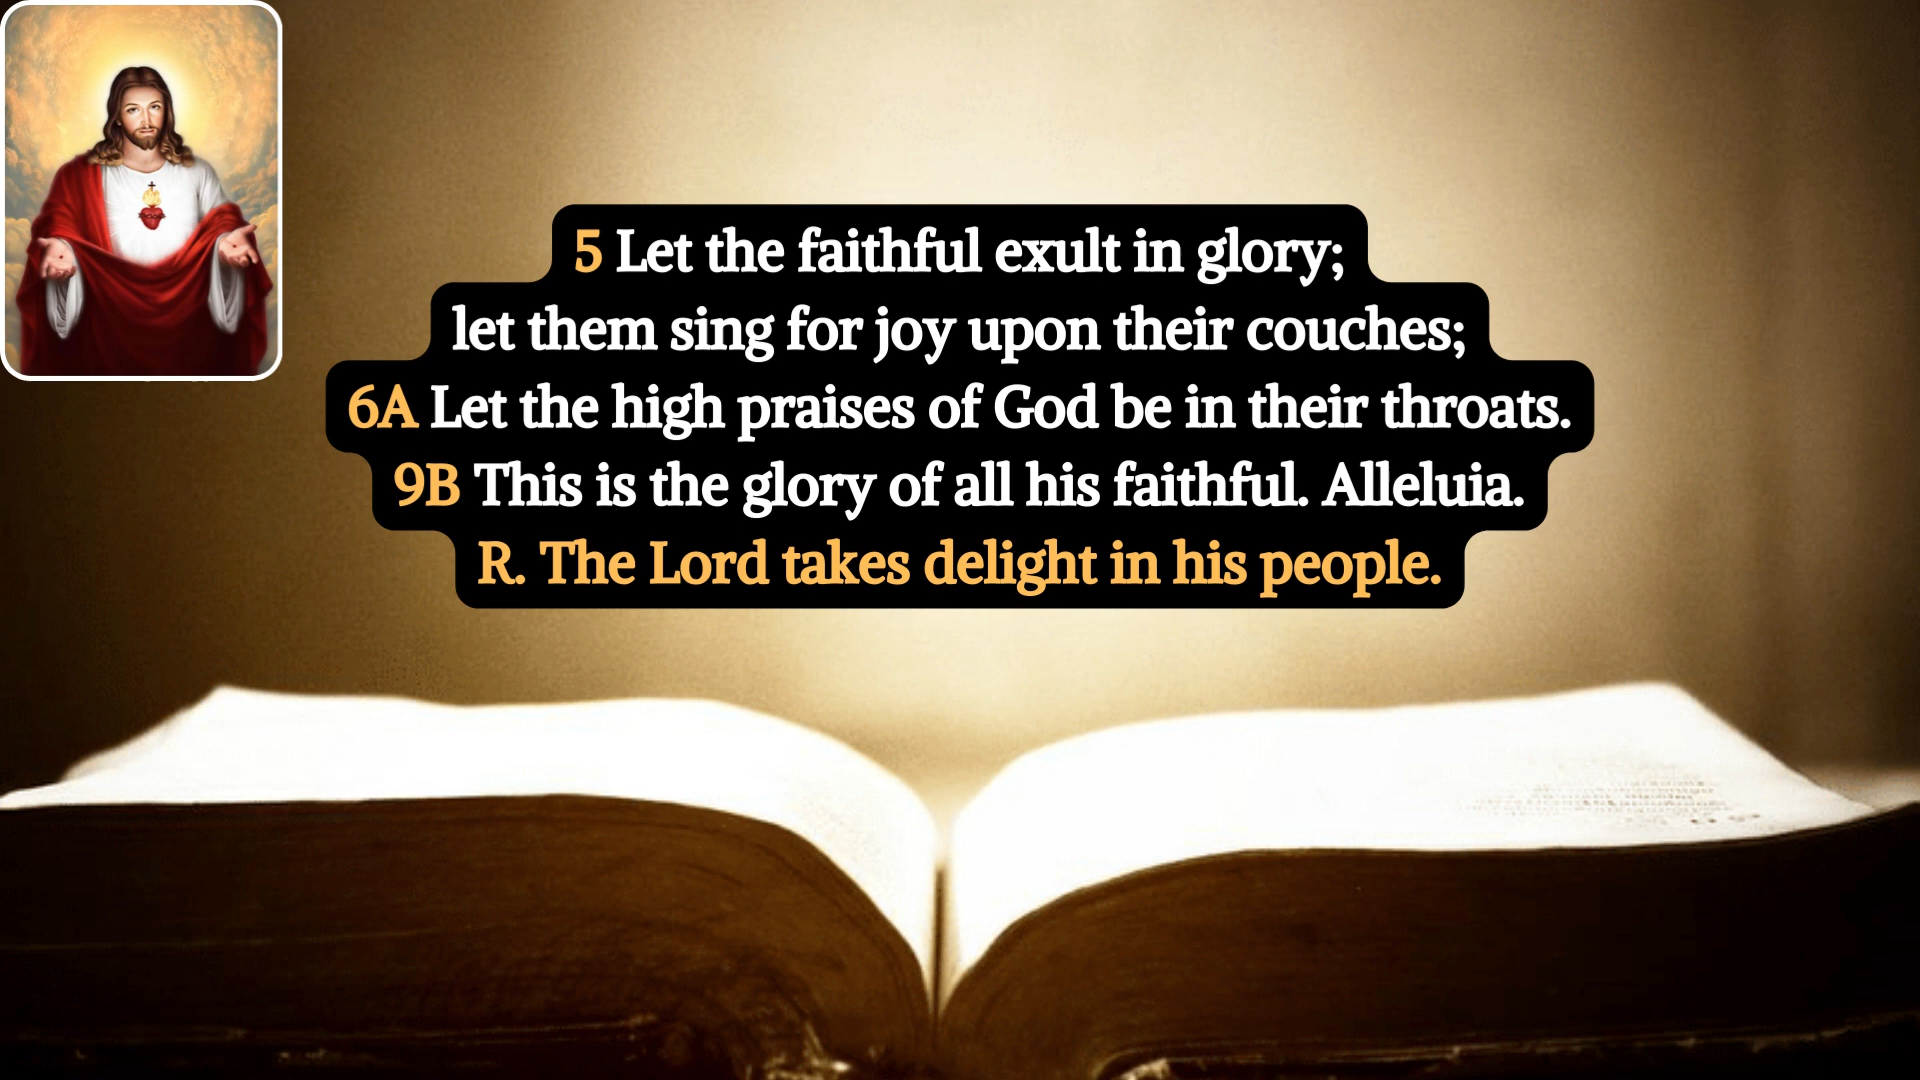 5 Let the faithful exult in glory;
let them sing for joy upon their couches;
6A Let the high praises of God be in their throats.
9B This is the glory of all his faithful. Alleluia.
R. The Lord takes delight in his people.